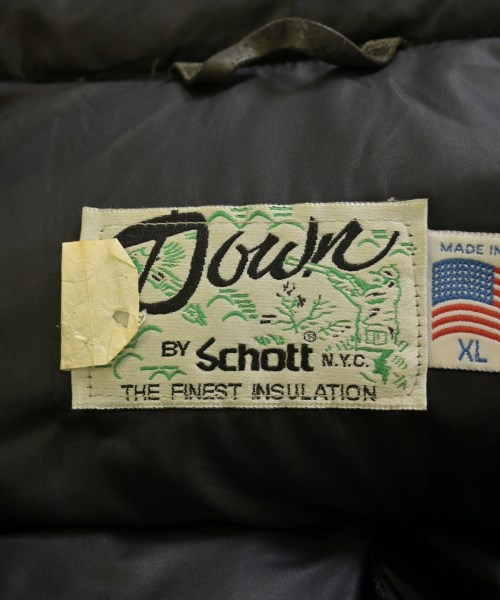 Down
BY Schott® N.Y.C.
THE FINEST INSULATION
MADE IN
XL